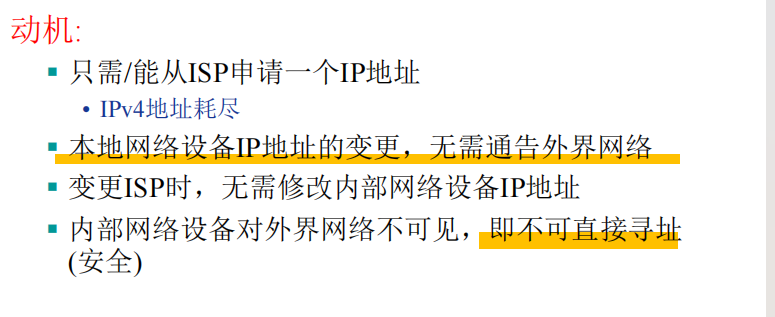 动机:
▪ 只需/能从ISP申请一个IP地址
• IPv4地址耗尽
▪ 本地网络设备IP地址的变更，无需通告外界网络
▪ 变更ISP时，无需修改内部网络设备IP地址
▪ 内部网络设备对外界网络不可见，即不可直接寻址
(安全)